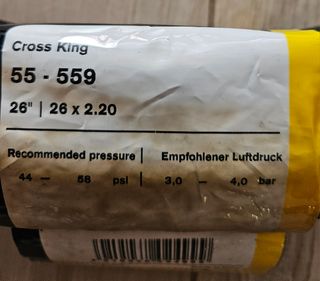 Cross King
55 - 559
26" | 26 x 2.20
Recommended pressure | Empfohlener Luftdruck
44 — 58 psi 3,0 — 4,0 bar